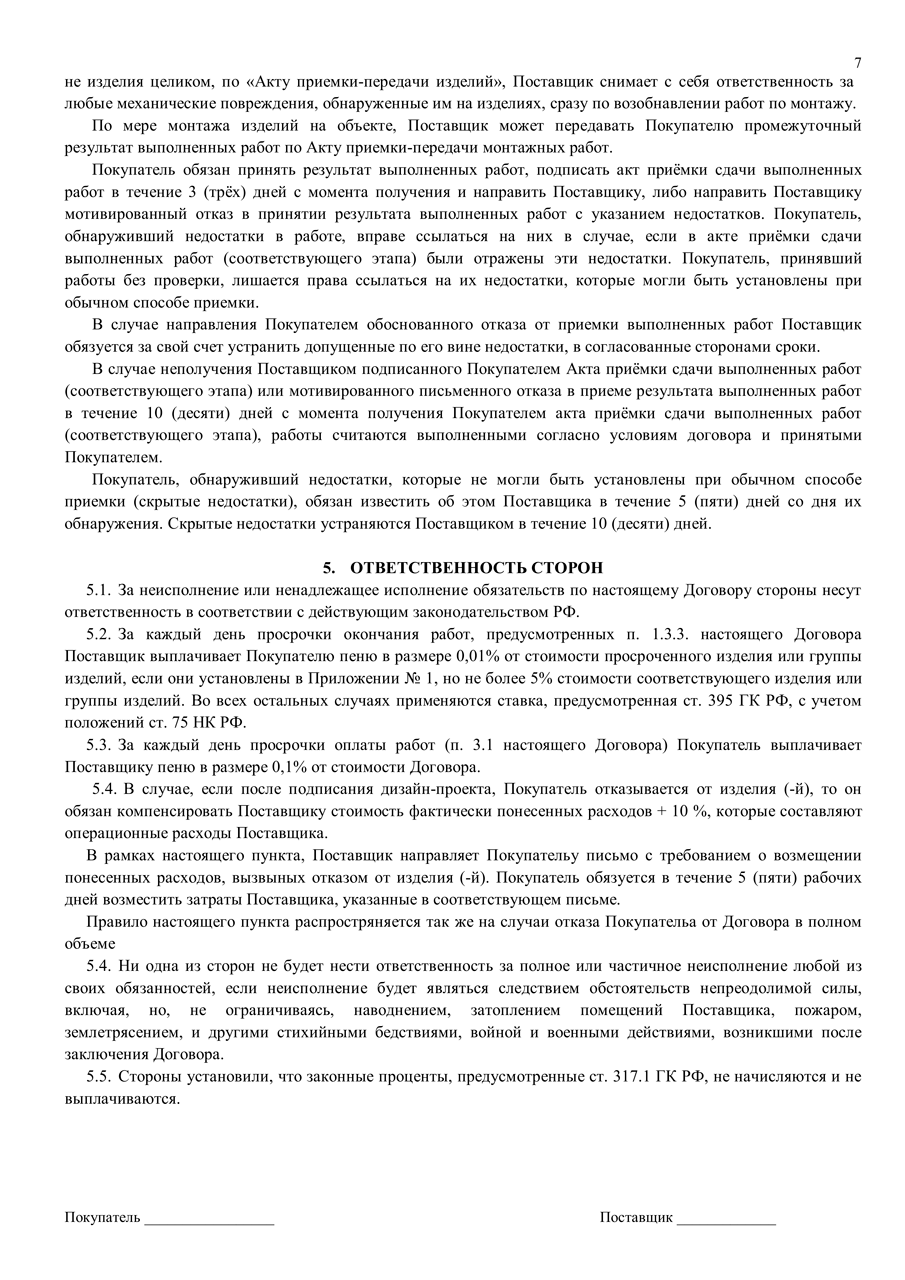 7
не изделия целиком, по «Акту приемки-передачи изделий», Поставщик снимает с себя ответственность за
любые механические повреждения, обнаруженные им на изделиях, сразу по возобновлении работ по монтажу.
По мере монтажа изделий на объекте, Поставщик может передавать Покупателю промежуточный
результат выполненных работ по Акту приемки-передачи монтажных работ.
Покупатель обязан принять результат выполненных работ, подписать акт приёмки сдачи выполненных
работ в течение 3 (трёх) дней с момента получения и направить Поставщику, либо направить Поставщику
мотивированный отказ в принятии результата выполненных работ с указанием недостатков. Покупатель,
обнаруживший недостатки в работе, вправе ссылаться на них в случае, если в акте приёмки сдачи
выполненных работ (соответствующего этапа) были отражены эти недостатки. Покупатель, принявший
работы без проверки, лишается права ссылаться на их недостатки, которые могли быть установлены при
обычном способе приемки.
В случае направления Покупателем обоснованного отказа от приемки выполненных работ Поставщик
обязуется за свой счет устранить допущенные по его вине недостатки, в согласованные сторонами сроки.
В случае неполучения Поставщиком подписанного Покупателем Акта приёмки сдачи выполненных работ
(соответствующего этапа) или мотивированного письменного отказа в приеме результата выполненных работ
в течение 10 (десяти) дней с момента получения Покупателем акта приёмки сдачи выполненных работ
(соответствующего этапа), работы считаются выполненными согласно условиям договора и принятыми
Покупателем.
Покупатель, обнаруживший недостатки, которые не могли быть установлены при обычном способе
приемки (скрытые недостатки), обязан известить об этом Поставщика в течение 5 (пяти) дней со дня их
обнаружения. Скрытые недостатки устраняются Поставщиком в течение 10 (десяти) дней.
5. ОТВЕТСТВЕННОСТЬ СТОРОН
5.1. За неисполнение или ненадлежащее исполнение обязательств по настоящему Договору стороны несут
ответственность в соответствии с действующим законодательством РФ.
5.2. За каждый день просрочки окончания работ, предусмотренных п. 1.3.3. настоящего Договора
Поставщик выплачивает Покупателю пеню в размере 0,01% от стоимости просроченного изделия или группы
изделий, если они установлены в Приложении № 1, но не более 5% стоимости соответствующего изделия или
группы изделий. Во всех остальных случаях применяются ставка, предусмотренная ст. 395 ГК РФ, с учетом
положений ст. 75 НК РФ.
5.3. За каждый день просрочки оплаты работ (п. 3.1 настоящего Договора) Покупатель выплачивает
Поставщику пеню в размере 0,1% от стоимости Договора.
5.4. В случае, если после подписания дизайн-проекта, Покупатель отказывается от изделия (-й), то он
обязан компенсировать Поставщику стоимость фактически понесенных расходов + 10 %, которые составляют
операционные расходы Поставщика.
В рамках настоящего пункта, Поставщик направляет Покупательу письмо с требованием о возмещении
понесенных расходов, вызвыных отказом от изделия (-й). Покупатель обязуется в течение 5 (пяти) рабочих
дней возместить затраты Поставщика, указанные в соответствующем письме.
Правило настоящего пункта распростряняется так же на случаи отказа Покупательа от Договора в полном
объеме
5.4. Ни одна из сторон не будет нести ответственность за полное или частичное неисполнение любой из
своих обязанностей, если неисполнение будет являться следствием обстоятельств непреодолимой силы,
включая, но, не ограничиваясь, наводнением, затоплением помещений Поставщика, пожаром,
землетрясением, и другими стихийными бедствиями, войной и военными действиями, возникшими после
заключения Договора.
5.5. Стороны установили, что законные проценты, предусмотренные ст. 317.1 ГК РФ, не начисляются и не
выплачиваются.
Покупатель _________________ Поставщик _____________